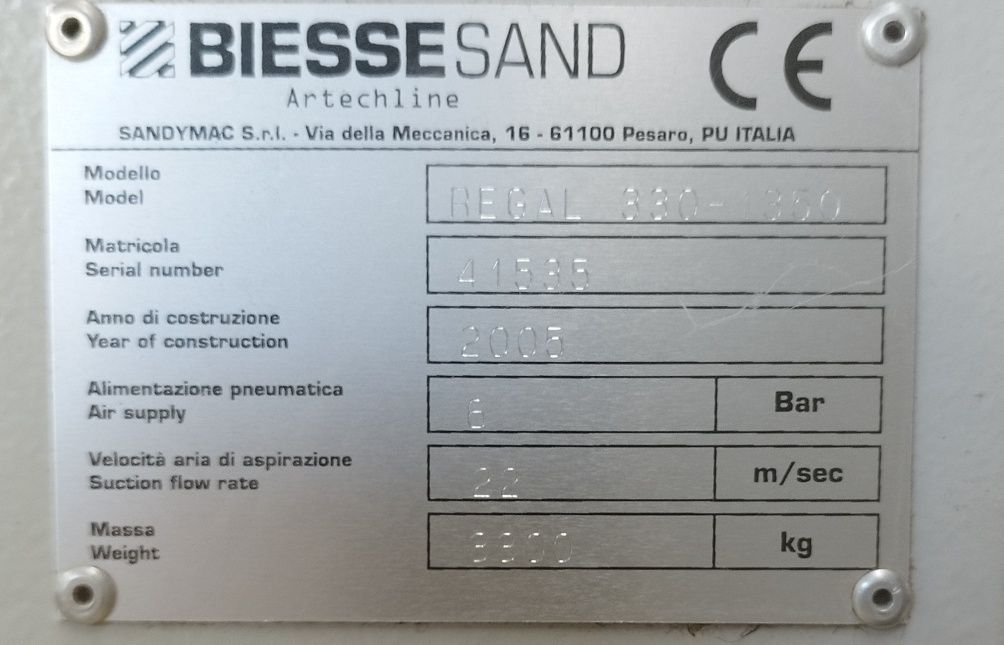 BIESSESAND
Artechline
CE
SANDYMAC S.r.l. - Via della Meccanica, 16 - 61100 Pesaro, PU ITALIA
Modello
Model
REGAL 330-1350
Matricola
Serial number
41535
Anno di costruzione
Year of construction
2005
Alimentazione pneumatica
Air supply
6 Bar
Velocità aria di aspirazione
Suction flow rate
22 m/sec
Massa
Weight
3300 kg